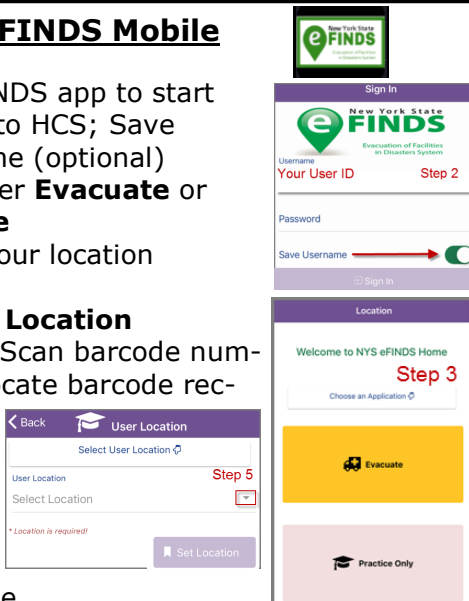 FINDS Mobile
New York State
eFINDS
Evacuation of Facilities
in Disasters System
NDS app to start
to HCS; Save
ne (optional)
er Evacuate or
e
our location
Location
Scan barcode num-
ocate barcode rec-
Sign In
New York State
eFINDS
Evacuation of Facilities
in Disasters System
Username
Your User ID
Step 2
Password
Save Username
Sign In
Location
Welcome to NYS eFINDS Home
Step 3
Choose an Application
Evacuate
Practice Only
Back
User Location
Select User Location
User Location
Step 5
Select Location
* Location is required!
Set Location
e